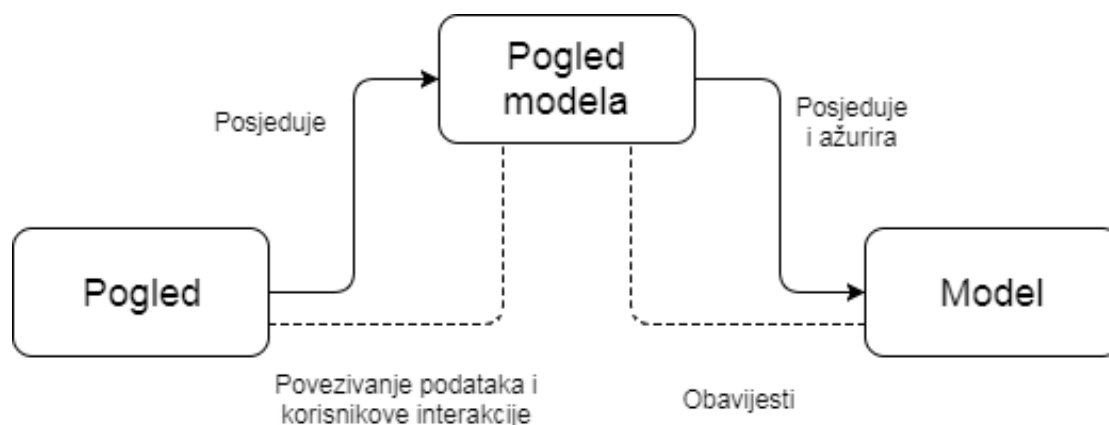 Pogled
modela
Posjeduje
Posjeduje
i ažurira
Pogled
Model
Povezivanje podataka i
korisnikove interakcije
Obavijesti